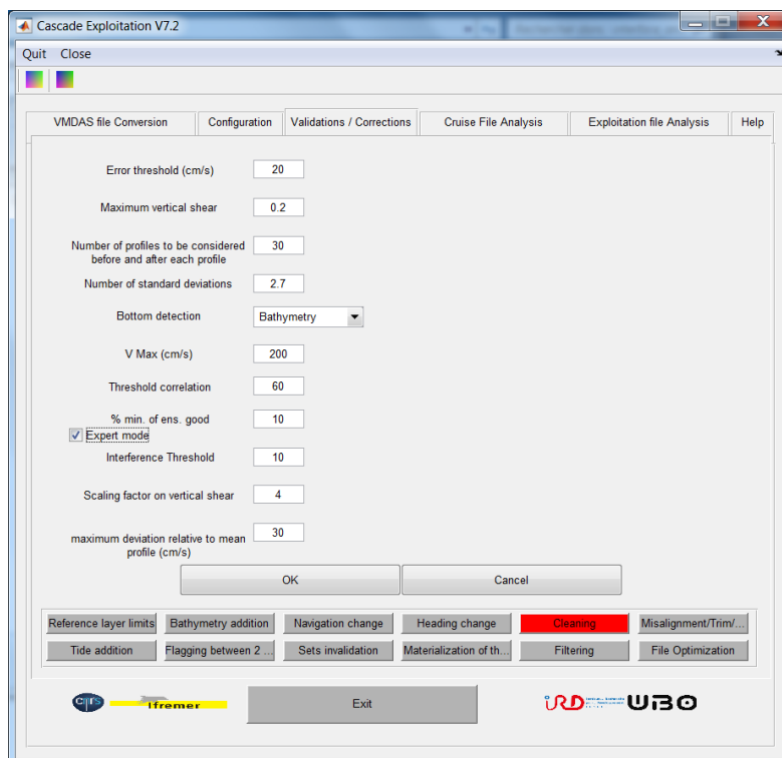 Cascade Exploitation V7.2
Quit Close
VMDAS file Conversion
Configuration
Validations / Corrections
Cruise File Analysis
Exploitation file Analysis
Help
Error threshold (cm/s)
20
Maximum vertical shear
0.2
Number of profiles to be considered
before and after each profile
30
Number of standard deviations
2.7
Bottom detection
Bathymetry
V Max (cm/s)
200
Threshold correlation
60
% min. of ens. good
10
Expert mode
Interference Threshold
10
Scaling factor on vertical shear
4
maximum deviation relative to mean
profile (cm/s)
30
OK
Cancel
Reference layer limits
Bathymetry addition
Navigation change
Heading change
Cleaning
Misalignment/Trim/...
Tide addition
Flagging between 2 ...
Sets invalidation
Materialization of th...
Filtering
File Optimization
Ifremer
Exit
IRD
UBO